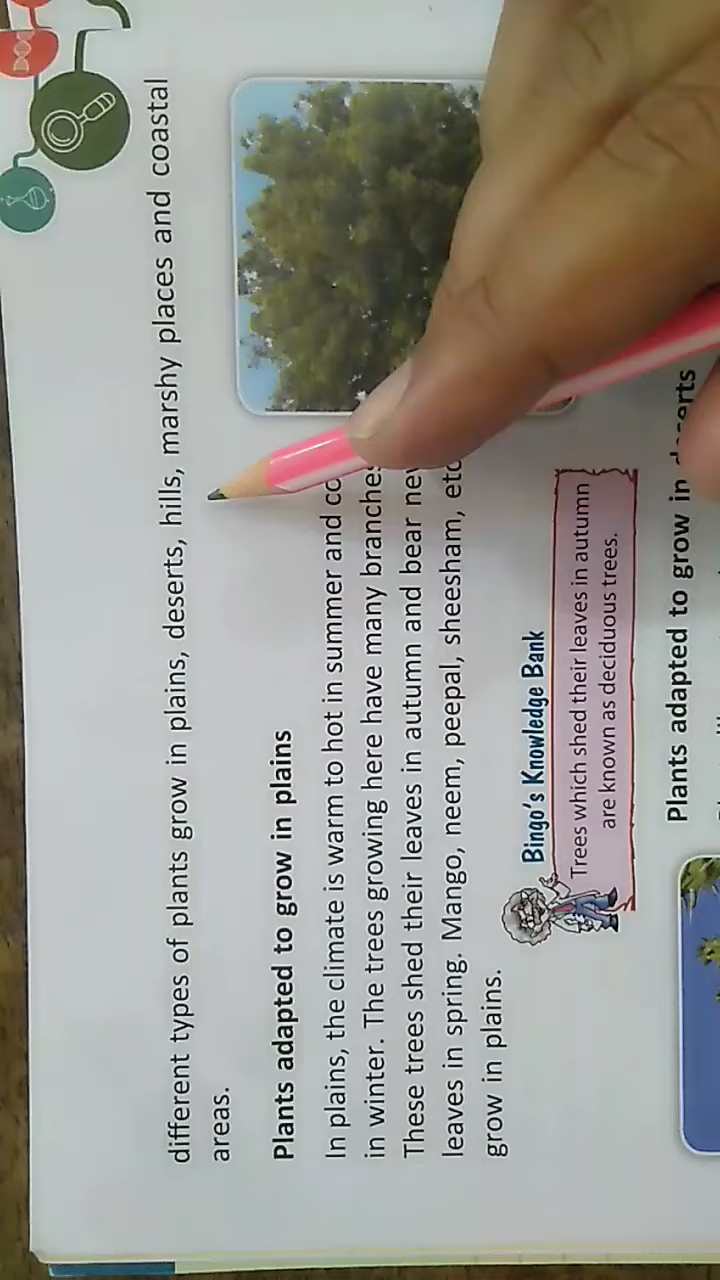 different types of plants grow in plains, deserts, hills, marshy places and coastal
areas.
Plants adapted to grow in plains
In plains, the climate is warm to hot in summer and
in winter. The trees growing here have many branches
These trees shed their leaves in autumn and bear
leaves in spring. Mango, neem, peepal, sheesham, etc
grow in plains.
Bingo's Knowledge Bank
Trees which shed their leaves in autumn
are known as deciduous trees.
Plants adapted to grow in deserts